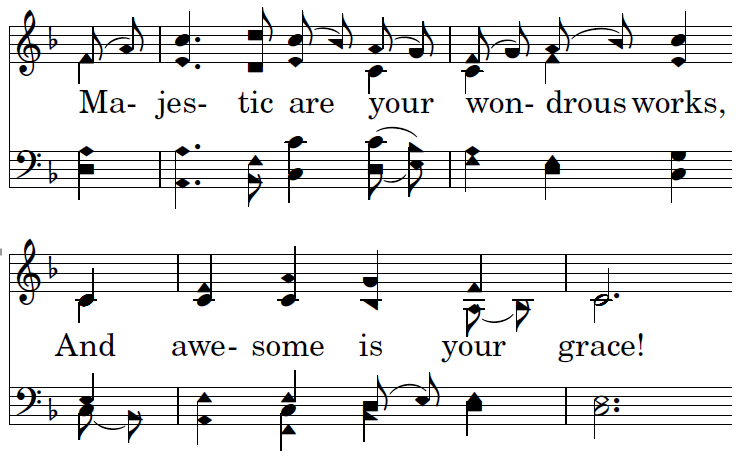 Ma- jes- tic are your won- drous works,
And awe- some is your grace!